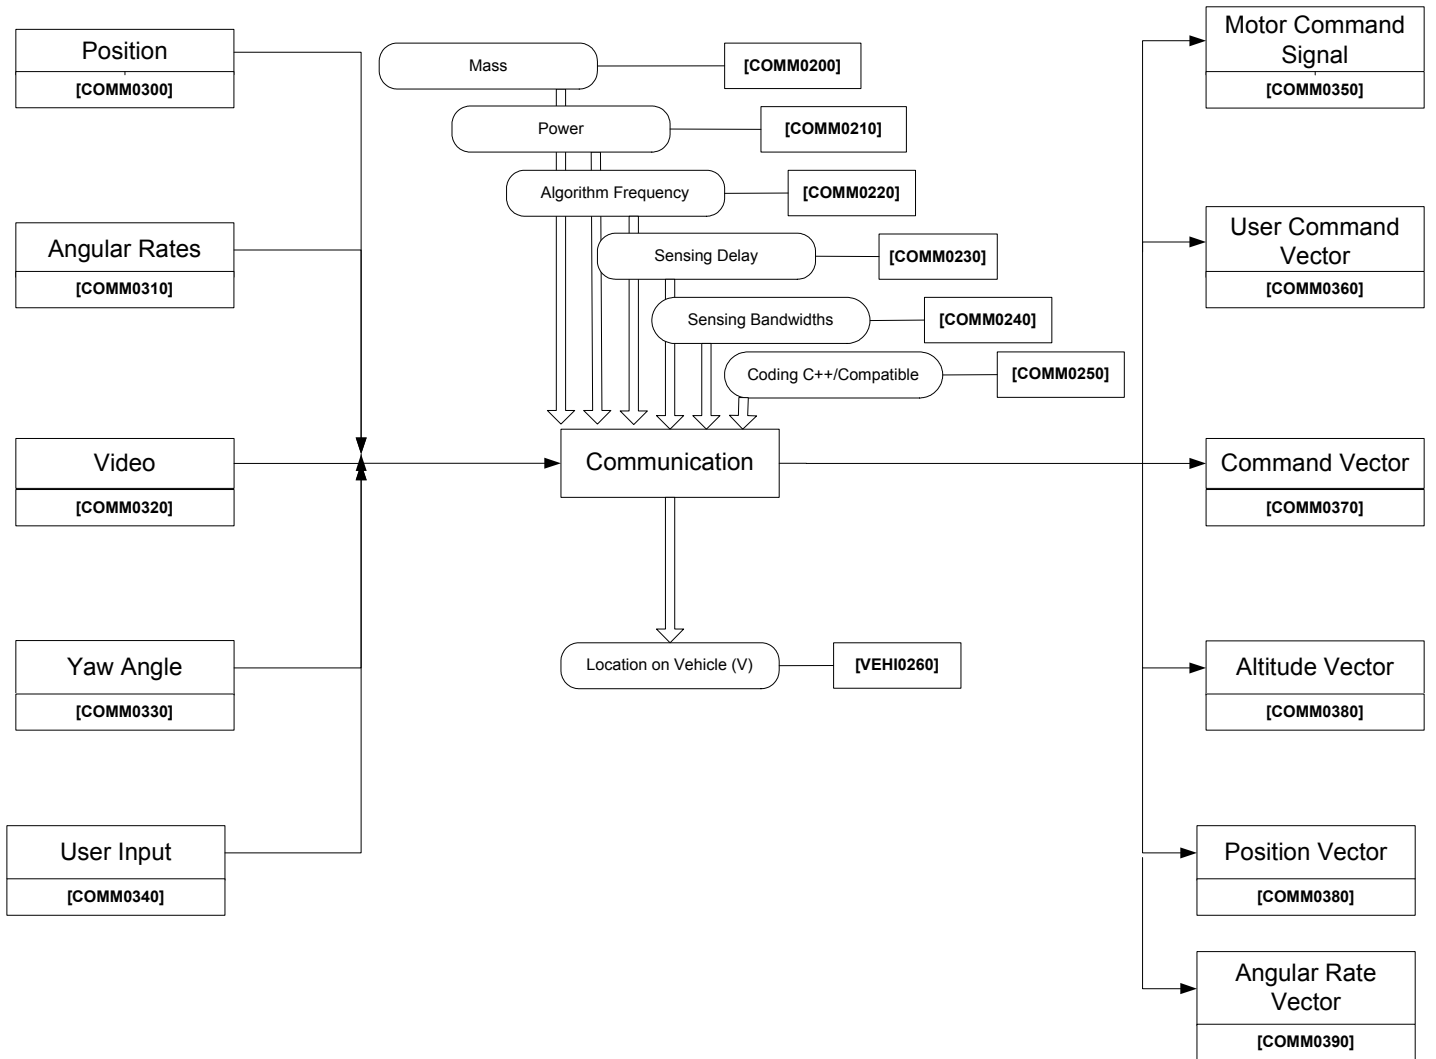 Position
[COMM0300]
Angular Rates
[COMM0310]
Video
[COMM0320]
Yaw Angle
[COMM0330]
User Input
[COMM0340]
Mass
[COMM0200]
Power
[COMM0210]
Algorithm Frequency
[COMM0220]
Sensing Delay
[COMM0230]
Sensing Bandwidths
[COMM0240]
Coding C++/Compatible
[COMM0250]
Communication
Location on Vehicle (V)
[VEHI0260]
Motor Command
Signal
[COMM0350]
User Command
Vector
[COMM0360]
Command Vector
[COMM0370]
Altitude Vector
[COMM0380]
Position Vector
[COMM0380]
Angular Rate
Vector
[COMM0390]